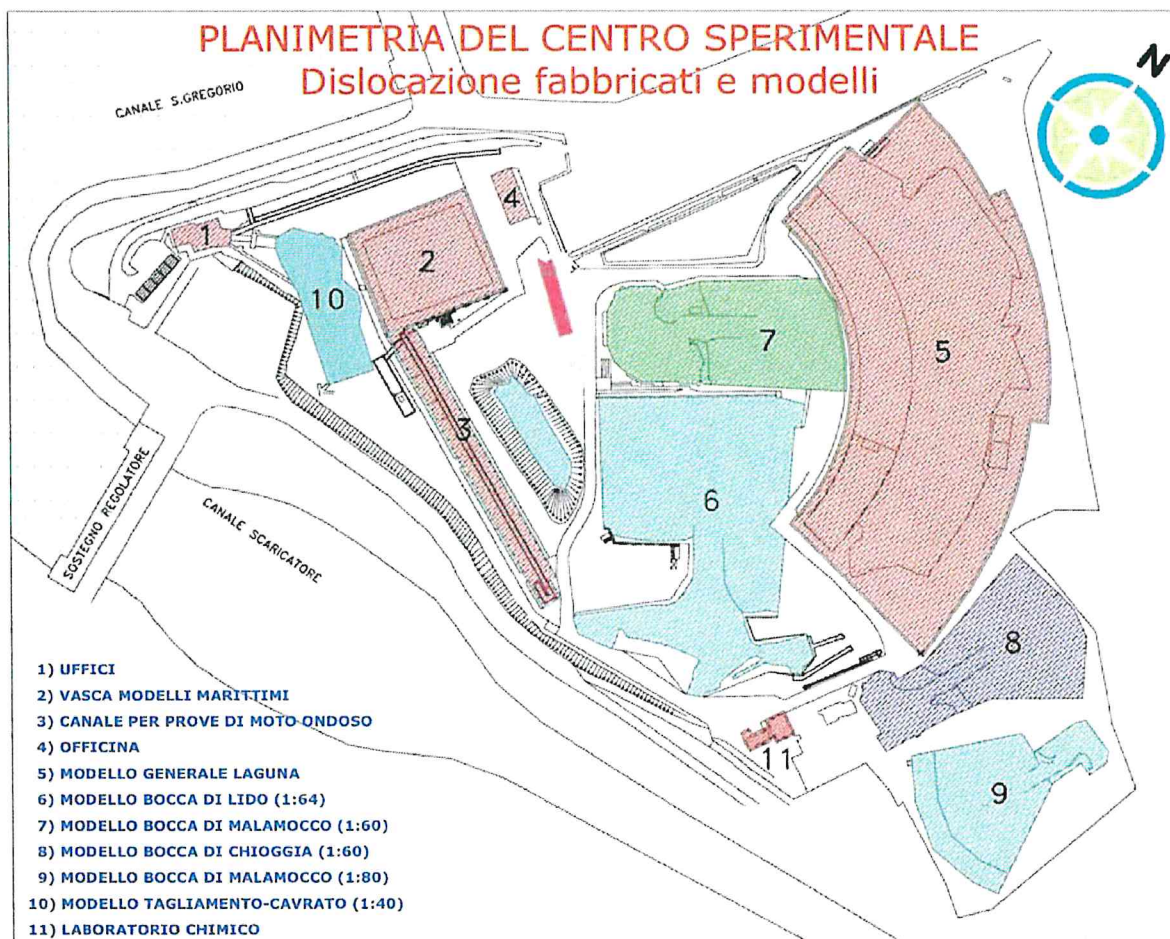 PLANIMETRIA DEL CENTRO SPERIMENTALE
Dislocazione fabbricati e modelli
N
CANALE S.GREGORIO
4
1
2
10
7
5
3
6
SOSTEGNO REGOLATORE
CANALE SCARICATORE
8
11
9
1) UFFICI
2) VASCA MODELLI MARITTIMI
3) CANALE PER PROVE DI MOTO ONDOSO
4) OFFICINA
5) MODELLO GENERALE LAGUNA
6) MODELLO BOCCA DI LIDO (1:64)
7) MODELLO BOCCA DI MALAMOCCO (1:60)
8) MODELLO BOCCA DI CHIOGGIA (1:60)
9) MODELLO BOCCA DI MALAMOCCO (1:80)
10) MODELLO TAGLIAMENTO-CAVRATO (1:40)
11) LABORATORIO CHIMICO